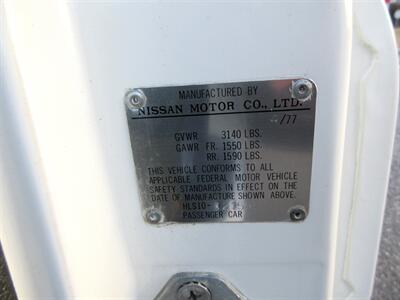 MANUFACTURED BY
NISSAN MOTOR CO., LTD.
/77
GVWR 3140 LBS.
GAWR FR. 1550 LBS.
RR. 1590 LBS.
THIS VEHICLE CONFORMS TO ALL
APPLICABLE FEDERAL MOTOR VEHICLE
SAFETY STANDARDS IN EFFECT ON THE
DATE OF MANUFACTURE SHOWN ABOVE.
HLS10-
PASSENGER CAR